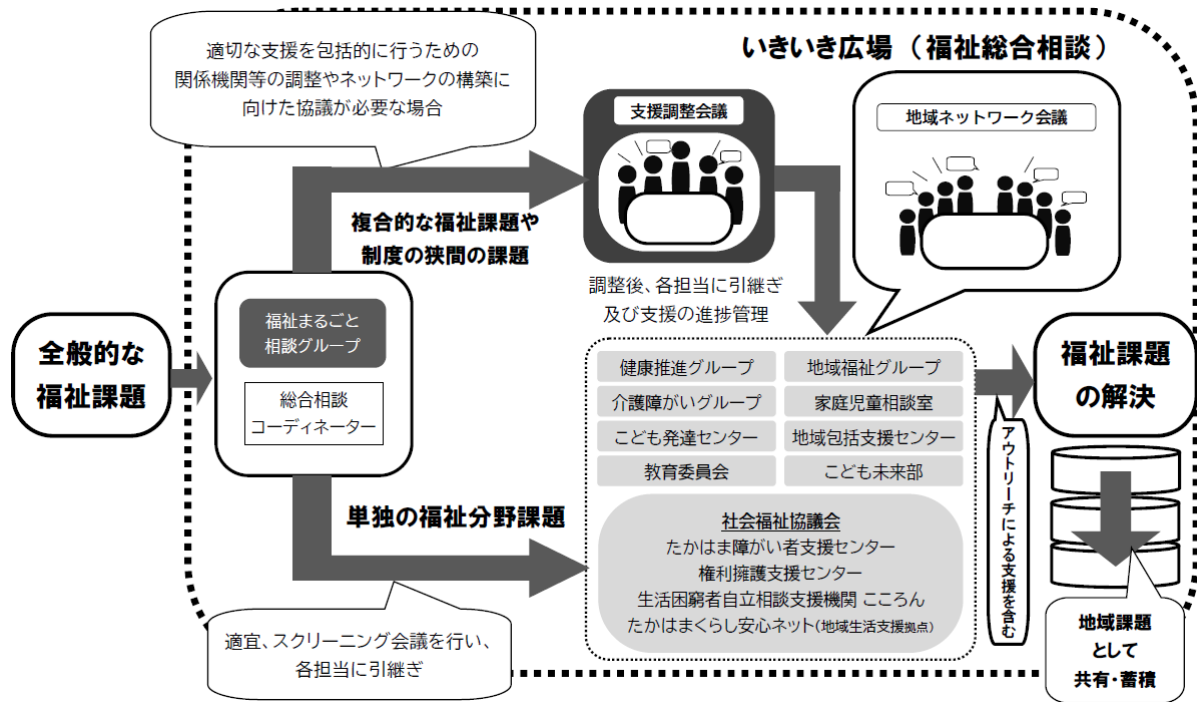 いきいき広場（福祉総合相談）
適切な支援を包括的に行うための
関係機関等の調整やネットワークの構築に
向けた協議が必要な場合
支援調整会議
地域ネットワーク会議
複合的な福祉課題や
制度の狭間の課題
調整後、各担当に引継ぎ
及び支援の進捗管理
全般的な
福祉課題
福祉まるごと
相談グループ
総合相談
コーディネーター
健康推進グループ
地域福祉グループ
介護障がいグループ
家庭児童相談室
こども発達センター
地域包括支援センター
教育委員会
こども未来部
社会福祉協議会
たかはま障がい者支援センター
権利擁護支援センター
生活困窮者自立相談支援機関 こころん
たかはまくらし安心ネット（地域生活支援拠点）
単独の福祉分野課題
適宜、スクリーニング会議を行い、
各担当に引継ぎ
アウトリーチによる支援を含む
福祉課題
の解決
地域課題
として
共有・蓄積